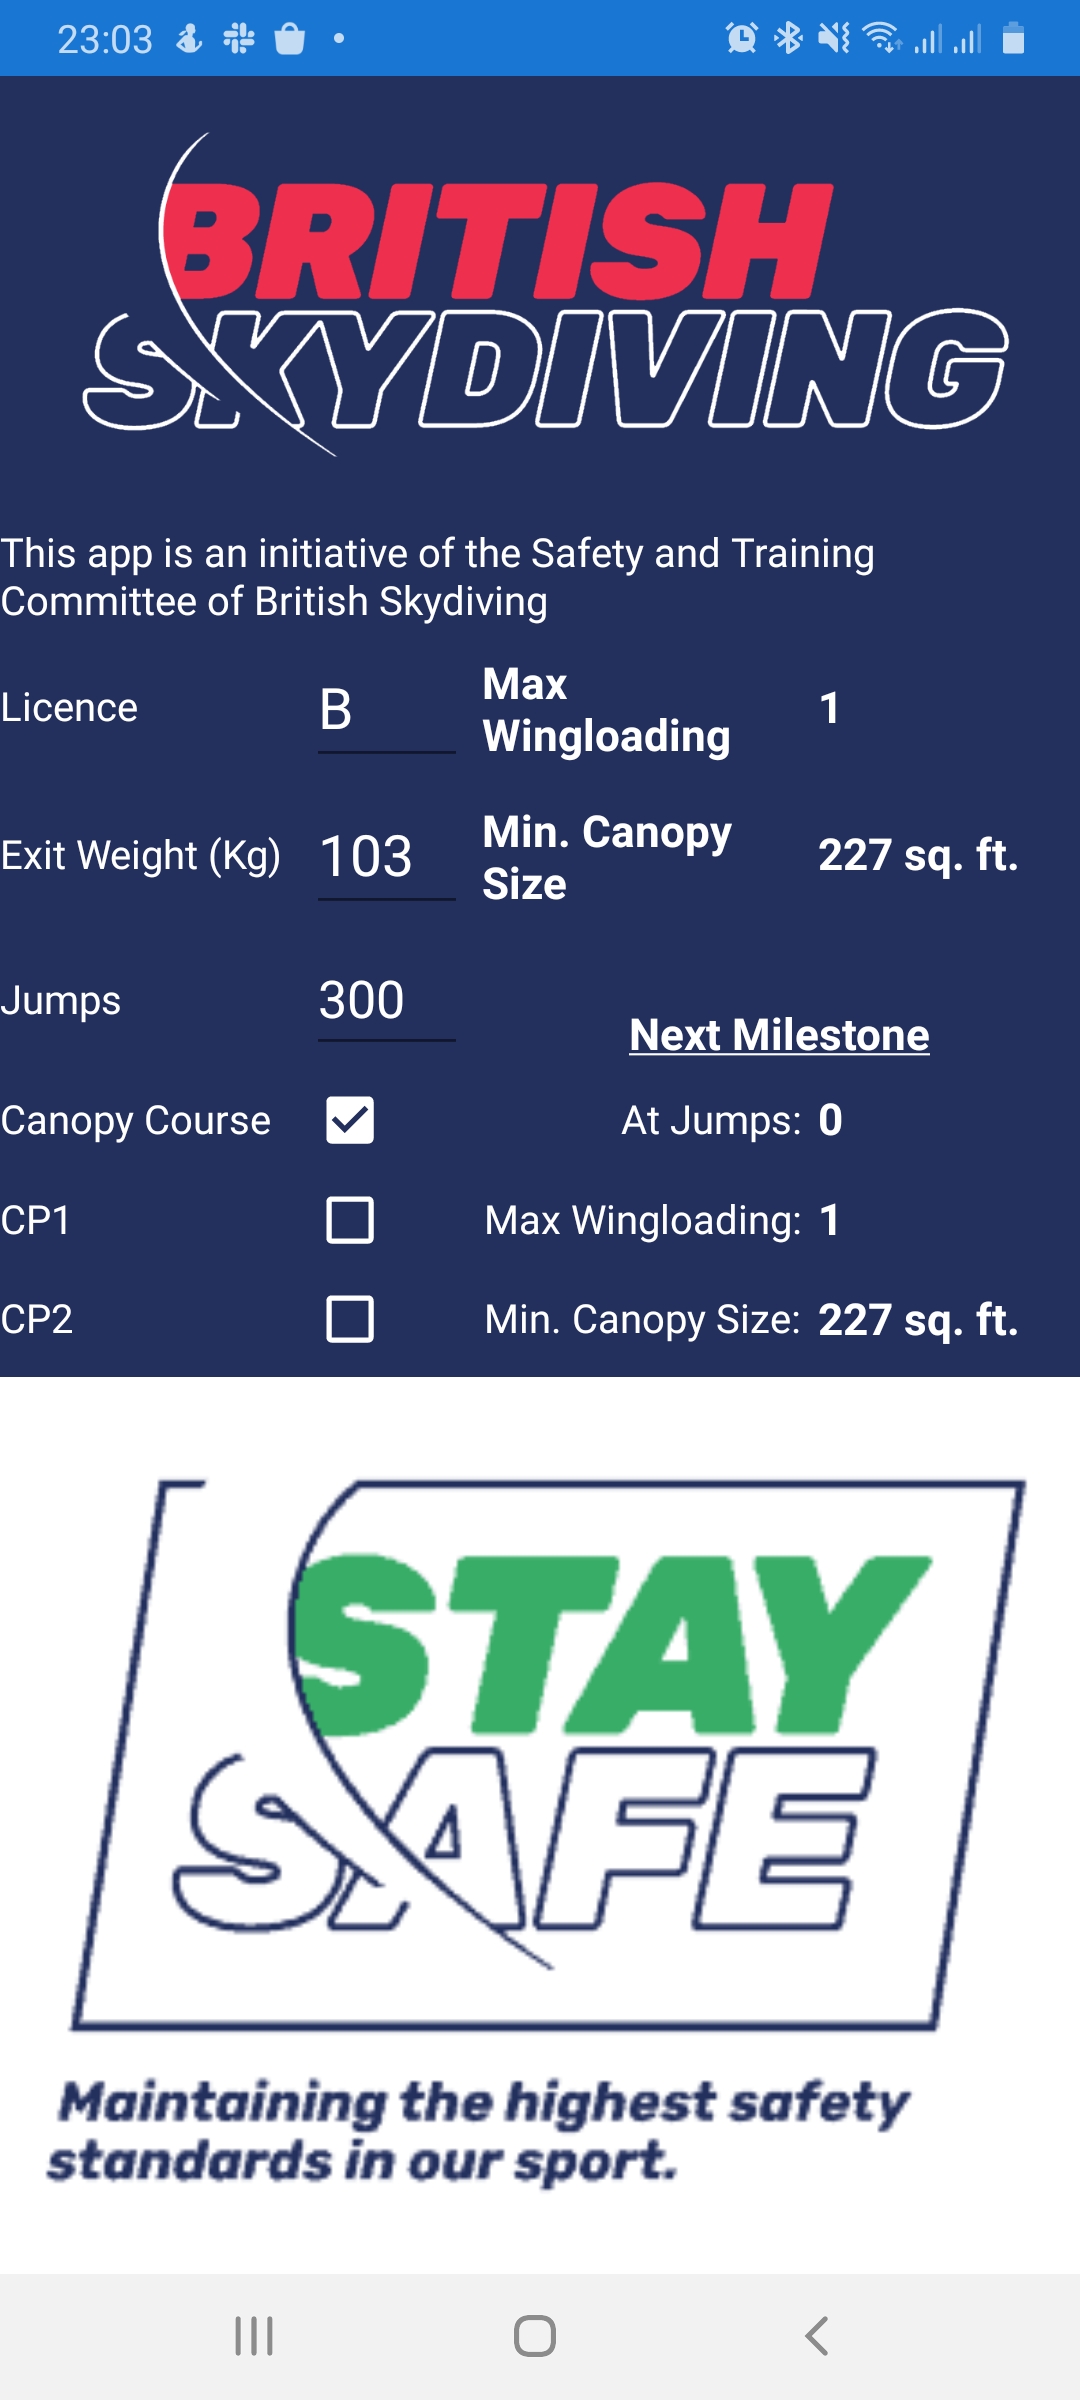 23:03
BRITISH
SKYDIVING
This app is an initiative of the Safety and Training
Committee of British Skydiving
Licence B Max Wingloading 1
Exit Weight (Kg) 103 Min. Canopy Size 227 sq. ft.
Jumps 300
Next Milestone
Canopy Course At Jumps: 0
CP1 Max Wingloading: 1
CP2 Min. Canopy Size: 227 sq. ft.
STAY
SAFE
Maintaining the highest safety
standards in our sport.